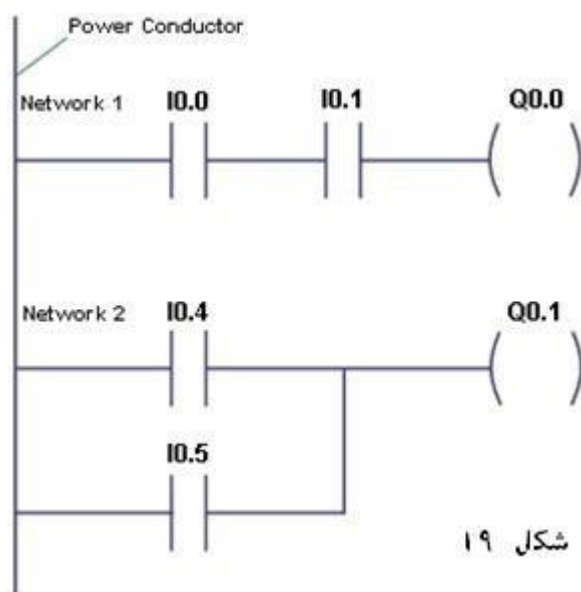 Power Conductor
Network 1 I0.0 I0.1 Q0.0
Network 2 I0.4 Q0.1
I0.5
شکل ۱۹